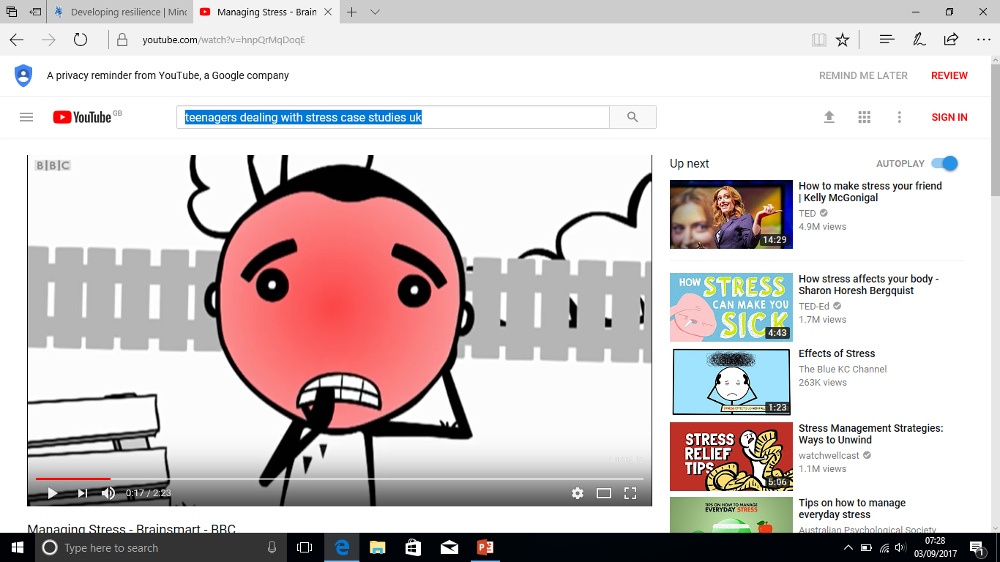 Developing resilience | Mind
Managing Stress - Brain
youtube.com/watch?v=hnpQrMqDoqE
A privacy reminder from YouTube, a Google company
REMIND ME LATER
REVIEW
YouTube GB
teenagers dealing with stress case studies uk
SIGN IN
BBC
0:17 / 2:23
Managing Stress - Brainsmart - BBC
Up next
AUTOPLAY
14:29
How to make stress your friend
| Kelly McGonigal
TED
4.9M views
HOW STRESS
CAN MAKE YOU
SICK
4:43
How stress affects your body -
Sharon Horesh Bergquist
TED-Ed
1.7M views
STRESS EFFECTS US MENTALLY
1:23
Effects of Stress
The Blue KC Channel
263K views
STRESS
RELIEF
TIPS
5:06
Stress Management Strategies:
Ways to Unwind
watchwellcast
1.1M views
TIPS ON HOW TO MANAGE
EVERYDAY STRESS
Tips on how to manage
everyday stress
Australian Psychological Society
Type here to search
07:28
03/09/2017
1